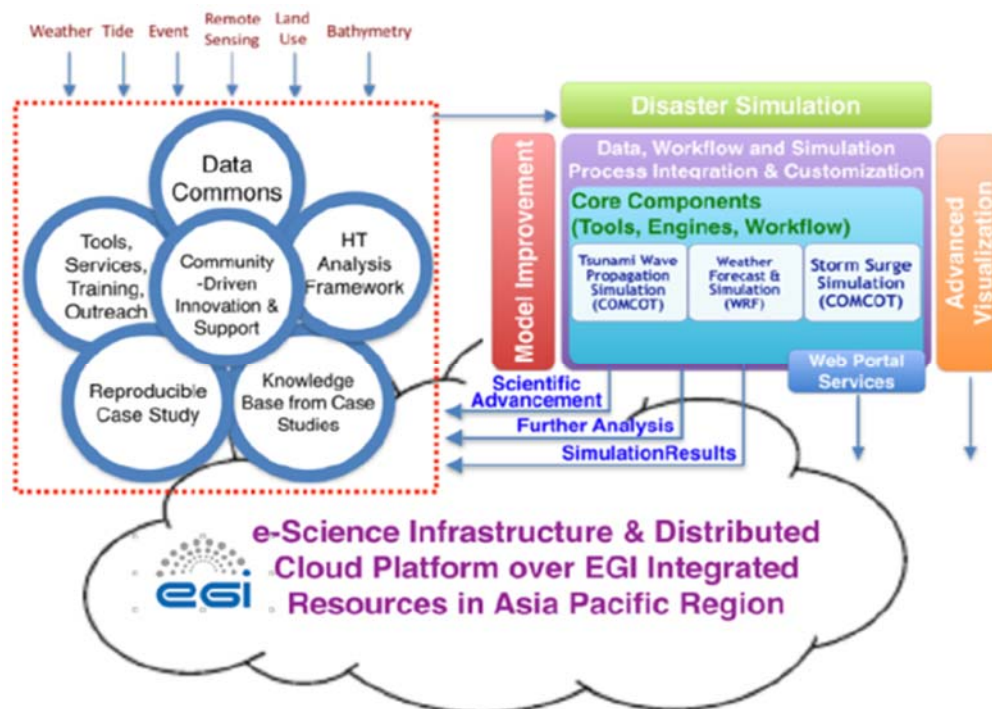 Weather Tide Event Remote Sensing Land Use Bathymetry
Data
Commons
Tools,
Services,
Training,
Outreach
Community
-Driven
Innovation &
Support
HT
Analysis
Framework
Reproducible
Case Study
Knowledge
Base from Case
Studies
Disaster Simulation
Model Improvement
Data, Workflow and Simulation
Process Integration & Customization
Core Components
(Tools, Engines, Workflow)
Tsunami Wave
Propagation
Simulation
(COMCOT)
Weather
Forecast &
Simulation
(WRF)
Storm Surge
Simulation
(COMCOT)
Advanced
Visualization
Web Portal
Services
Scientific
Advancement
Further Analysis
SimulationResults
e-Science Infrastructure & Distributed
Cloud Platform over EGI Integrated
Resources in Asia Pacific Region
eGi